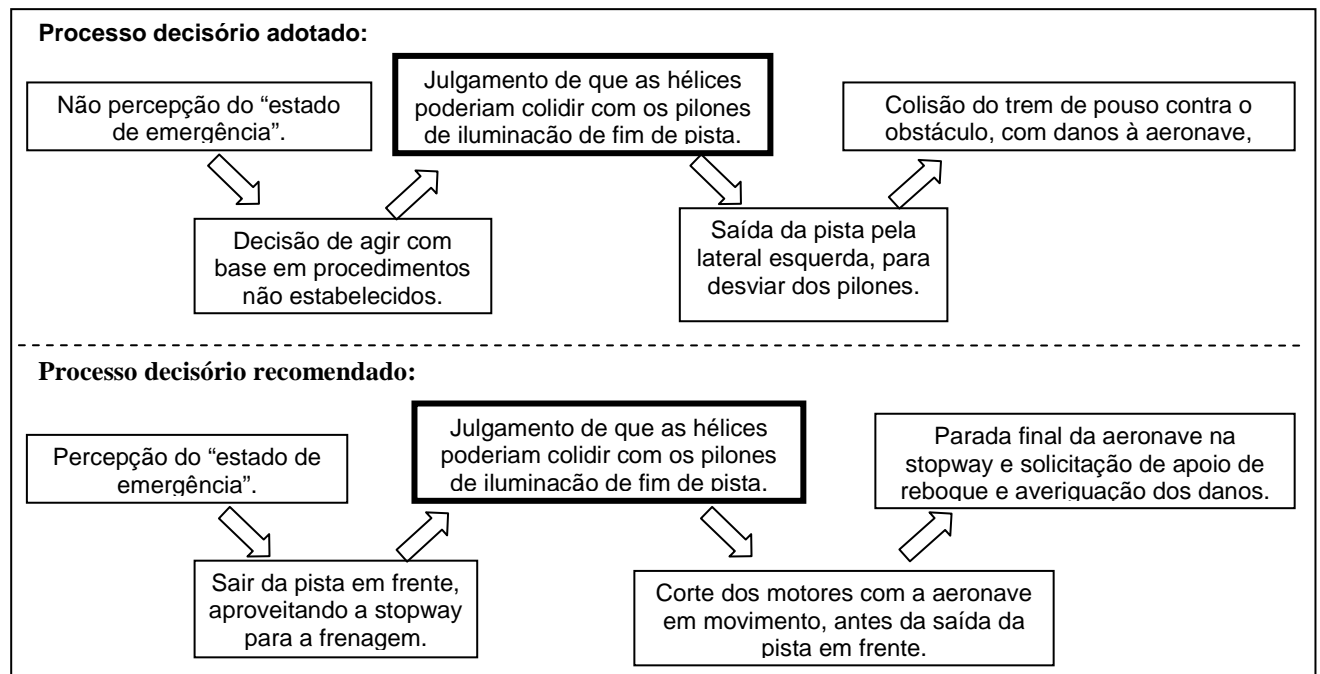 Processo decisório adotado:
Não percepção do “estado
de emergência”.
Decisão de agir com
base em procedimentos
não estabelecidos.
Julgamento de que as hélices
poderiam colidir com os pilones
de iluminação de fim de pista.
Saída da pista pela
lateral esquerda, para
desviar dos pilones.
Colisão do trem de pouso contra o
obstáculo, com danos à aeronave,
Processo decisório recomendado:
Percepção do “estado de
emergência”.
Sair da pista em frente,
aproveitando a stopway
para a frenagem.
Julgamento de que as hélices
poderiam colidir com os pilones
de iluminação de fim de pista.
Corte dos motores com a aeronave
em movimento, antes da saída da
pista em frente.
Parada final da aeronave na
stopway e solicitação de apoio de
reboque e averiguação dos danos.